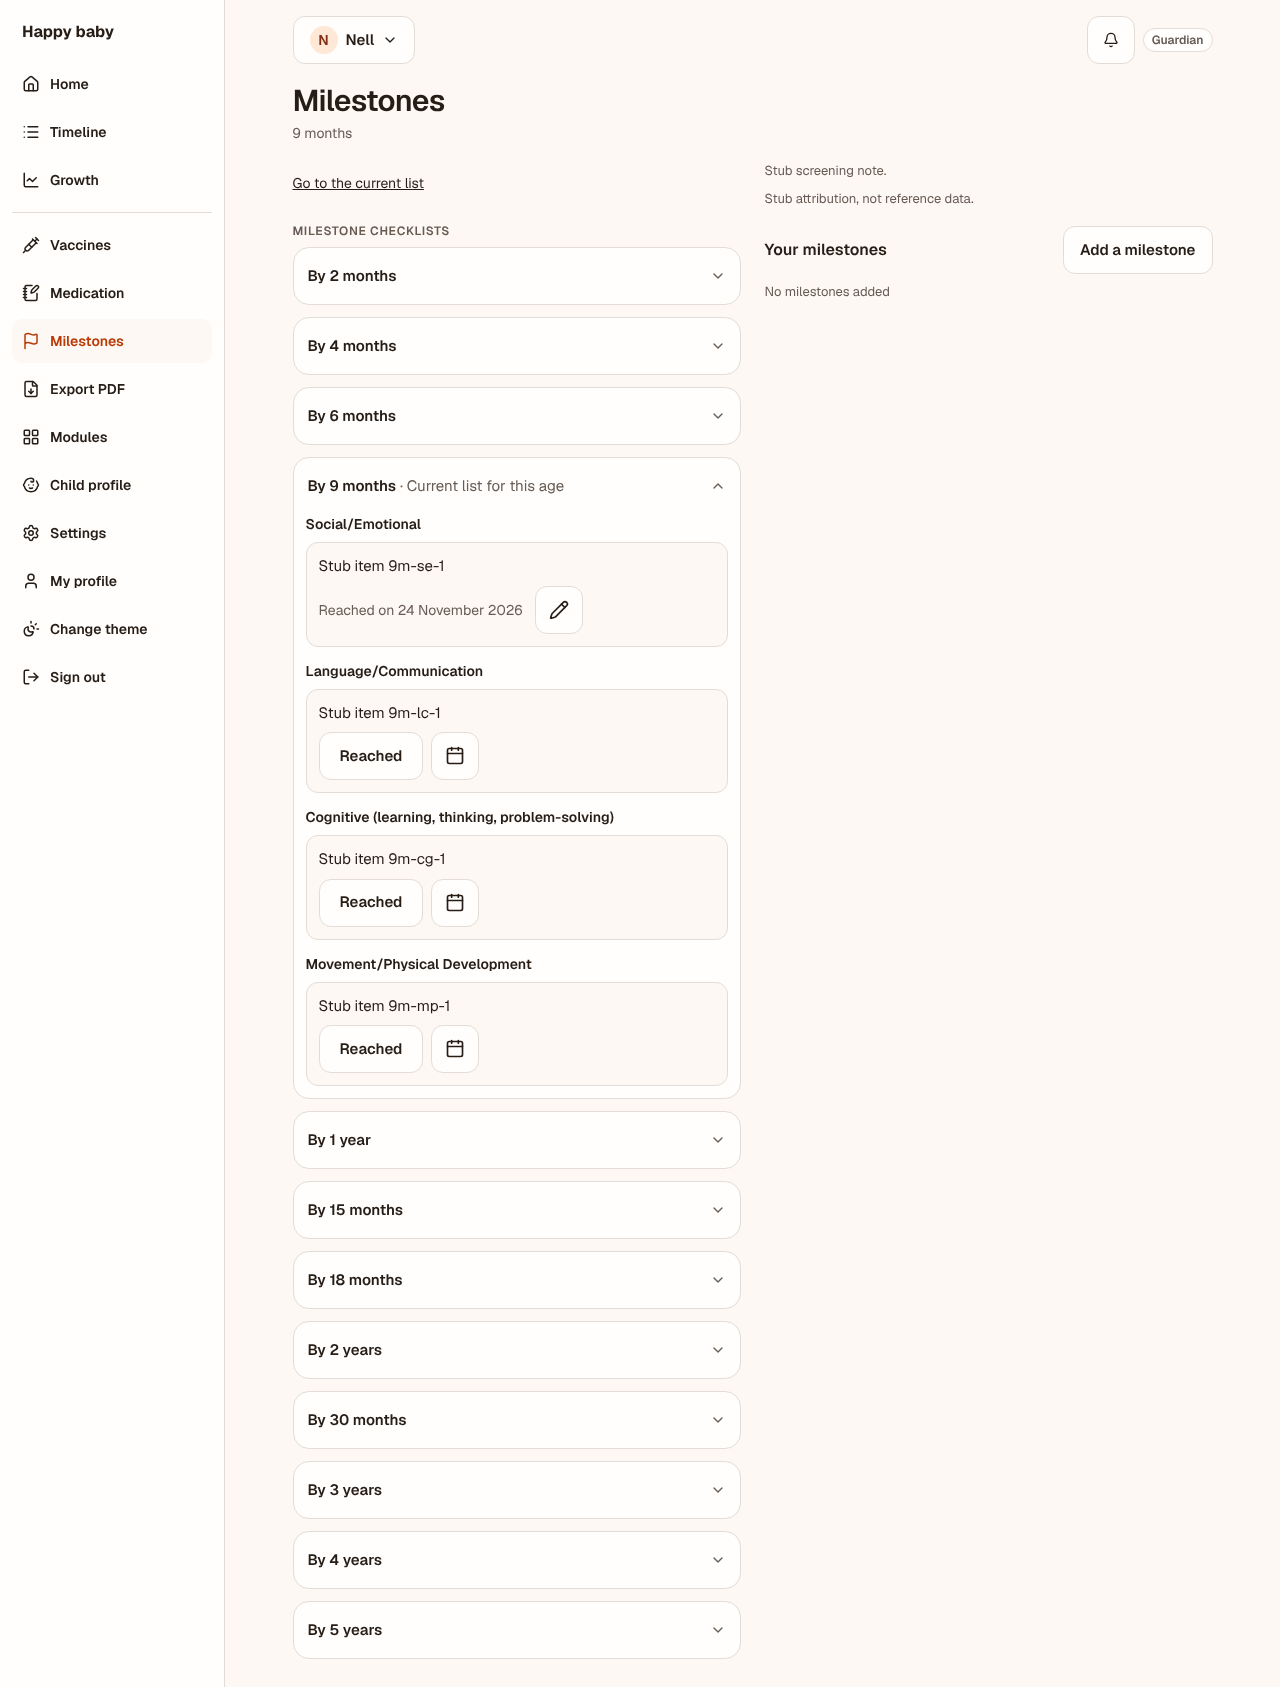 Happy baby
Home
Timeline
Growth
Vaccines
Medication
Milestones
Export PDF
Modules
Child profile
Settings
My profile
Change theme
Sign out
N Nell
Guardian
Milestones
9 months
Go to the current list
MILESTONE CHECKLISTS
By 2 months
By 4 months
By 6 months
By 9 months · Current list for this age
Social/Emotional
Stub item 9m-se-1
Reached on 24 November 2026
Language/Communication
Stub item 9m-lc-1
Reached
Cognitive (learning, thinking, problem-solving)
Stub item 9m-cg-1
Reached
Movement/Physical Development
Stub item 9m-mp-1
Reached
By 1 year
By 15 months
By 18 months
By 2 years
By 30 months
By 3 years
By 4 years
By 5 years
Stub screening note.
Stub attribution, not reference data.
Your milestones
Add a milestone
No milestones added